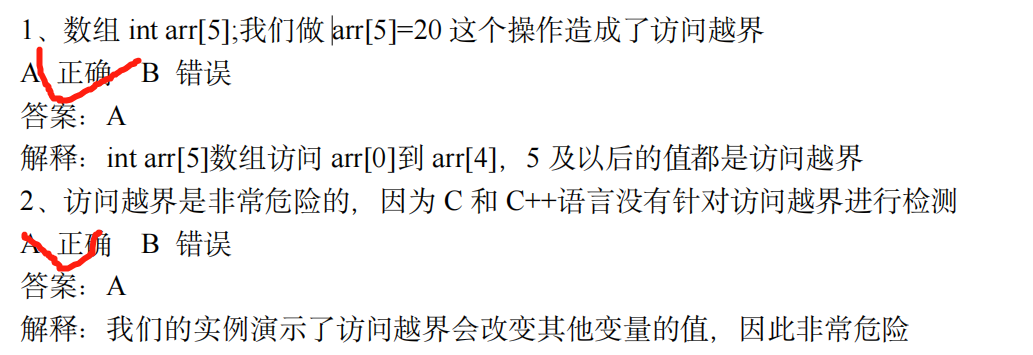 1、数组 int arr[5];我们做 arr[5]=20 这个操作造成了访问越界
A 正确 B 错误
答案：A
解释：int arr[5]数组访问 arr[0]到 arr[4]，5 及以后的值都是访问越界
2、访问越界是非常危险的，因为 C 和 C++语言没有针对访问越界进行检测
A 正确 B 错误
答案：A
解释：我们的实例演示了访问越界会改变其他变量的值，因此非常危险